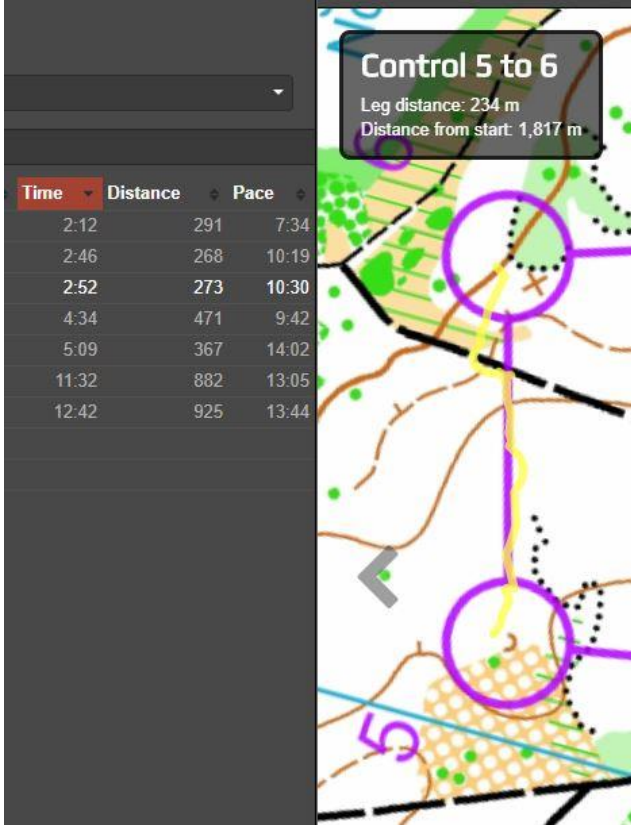 No
Control 5 to 6
Leg distance: 234 m
Distance from start: 1,817 m
6
Time Distance Pace
2:12 291 7:34
2:46 268 10:19
2:52 273 10:30
4:34 471 9:42
5:09 367 14:02
11:32 882 13:05
12:42 925 13:44
5